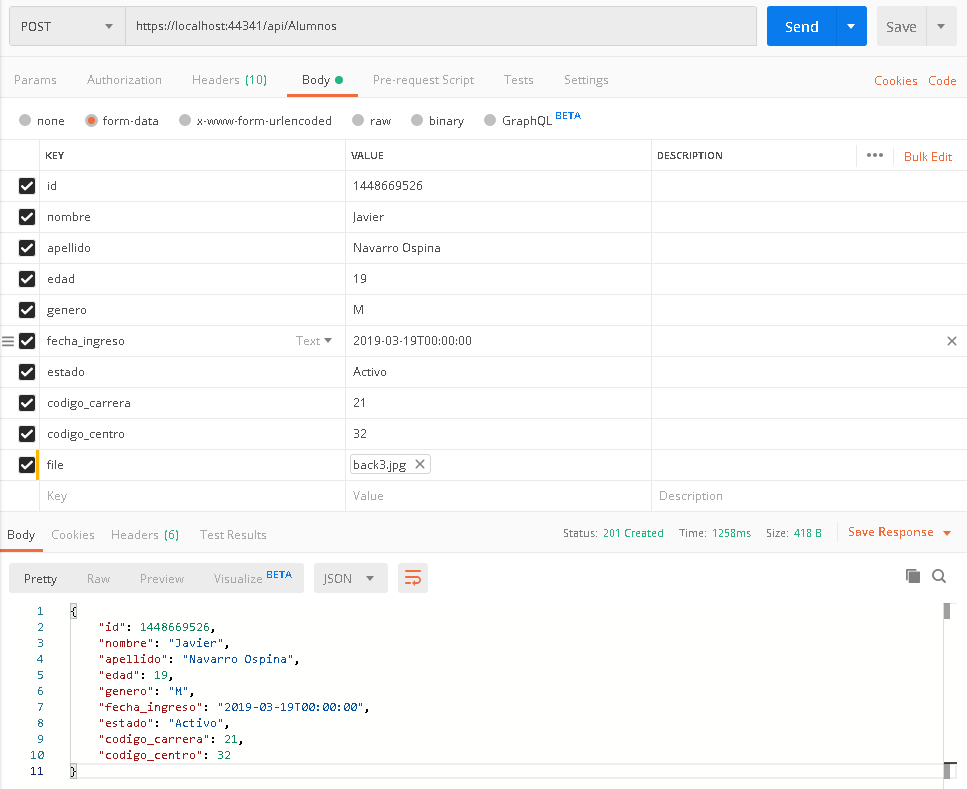 POST https://localhost:44341/api/Alumnos Send Save
Params Authorization Headers (10) Body Pre-request Script Tests Settings Cookies Code
none form-data x-www-form-urlencoded raw binary GraphQL BETA
KEY VALUE DESCRIPTION ••• Bulk Edit
id 1448669526
nombre Javier
apellido Navarro Ospina
edad 19
genero M
fecha_ingreso Text 2019-03-19T00:00:00
estado Activo
codigo_carrera 21
codigo_centro 32
file back3.jpg
Key Value Description
Body Cookies Headers (6) Test Results Status: 201 Created Time: 1258ms Size: 418 B Save Response
Pretty Raw Preview Visualize BETA JSON
1 {
2 "id": 1448669526,
3 "nombre": "Javier",
4 "apellido": "Navarro Ospina",
5 "edad": 19,
6 "genero": "M",
7 "fecha_ingreso": "2019-03-19T00:00:00",
8 "estado": "Activo",
9 "codigo_carrera": 21,
10 "codigo_centro": 32
11 }